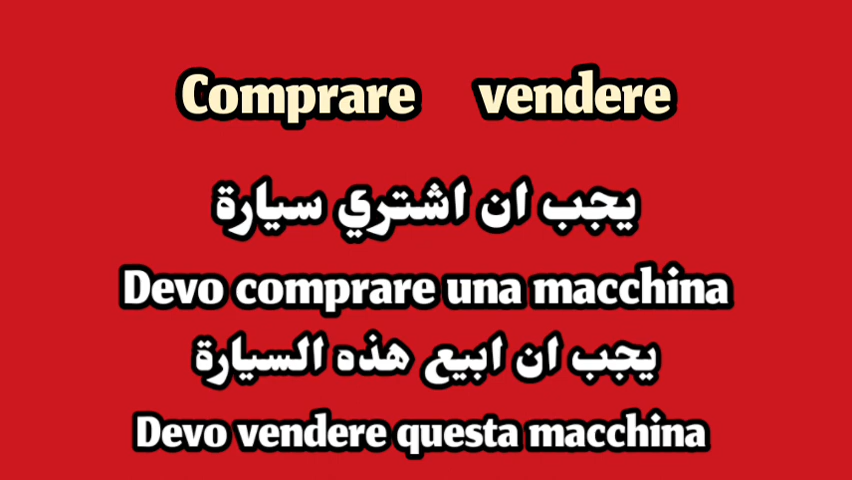 Comprare vendere
يجب ان اشتري سيارة
Devo comprare una macchina
يجب ان ابيع هذه السيارة
Devo vendere questa macchina